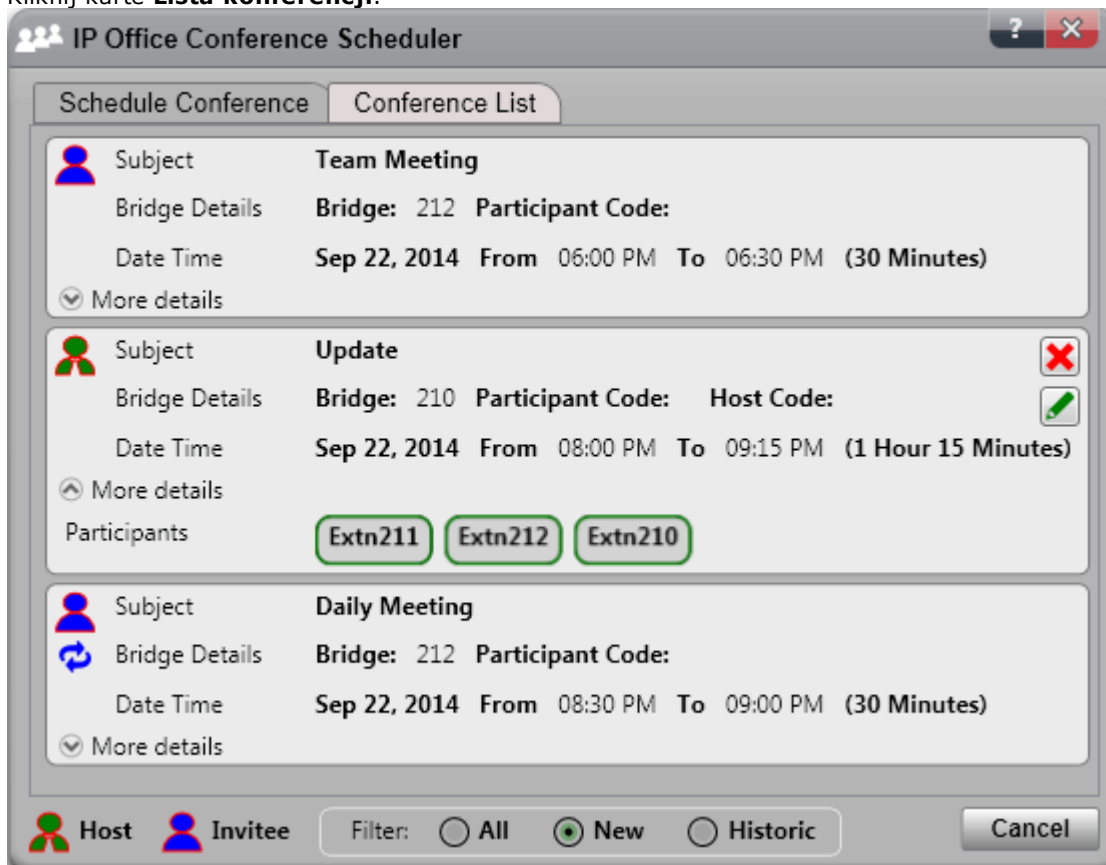 Kliknij kartę Lista konferencji.
IP Office Conference Scheduler ?
Schedule Conference Conference List
Subject Team Meeting
Bridge Details Bridge: 212 Participant Code:
Date Time Sep 22, 2014 From 06:00 PM To 06:30 PM (30 Minutes)
More details
Subject Update
Bridge Details Bridge: 210 Participant Code: Host Code:
Date Time Sep 22, 2014 From 08:00 PM To 09:15 PM (1 Hour 15 Minutes)
More details
Participants Extn211 Extn212 Extn210
Subject Daily Meeting
Bridge Details Bridge: 212 Participant Code:
Date Time Sep 22, 2014 From 08:30 PM To 09:00 PM (30 Minutes)
More details
Host Invitee Filter: All New Historic Cancel